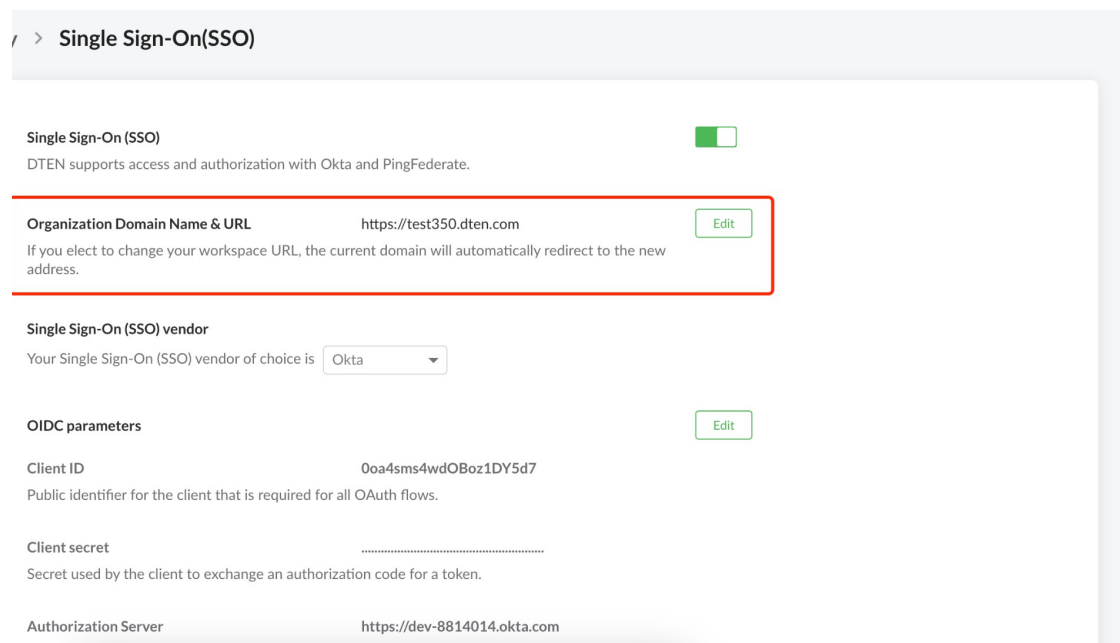 > Single Sign-On(SSO)
Single Sign-On (SSO)
DTEN supports access and authorization with Okta and PingFederate.
Organization Domain Name & URL https://test350.dten.com Edit
If you elect to change your workspace URL, the current domain will automatically redirect to the new
address.
Single Sign-On (SSO) vendor
Your Single Sign-On (SSO) vendor of choice is Okta
OIDC parameters Edit
Client ID 0oa4sms4wdOBoz1DY5d7
Public identifier for the client that is required for all OAuth flows.
Client secret ........................................................
Secret used by the client to exchange an authorization code for a token.
Authorization Server https://dev-8814014.okta.com